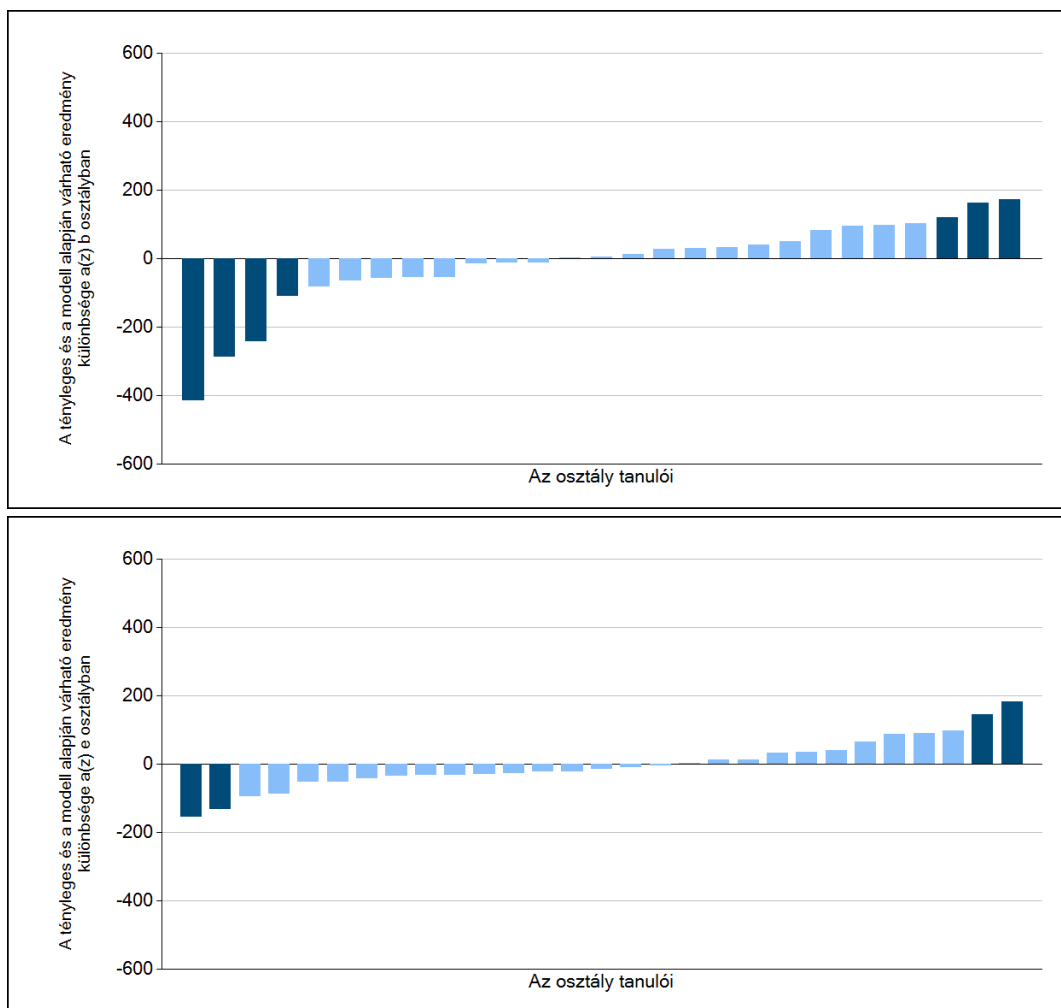 A tényleges és a modell alapján várható eredmény
különbsége a(z) b osztályban
600
400
200
0
-200
-400
-600
Az osztály tanulói
A tényleges és a modell alapján várható eredmény
különbsége a(z) e osztályban
600
400
200
0
-200
-400
-600
Az osztály tanulói